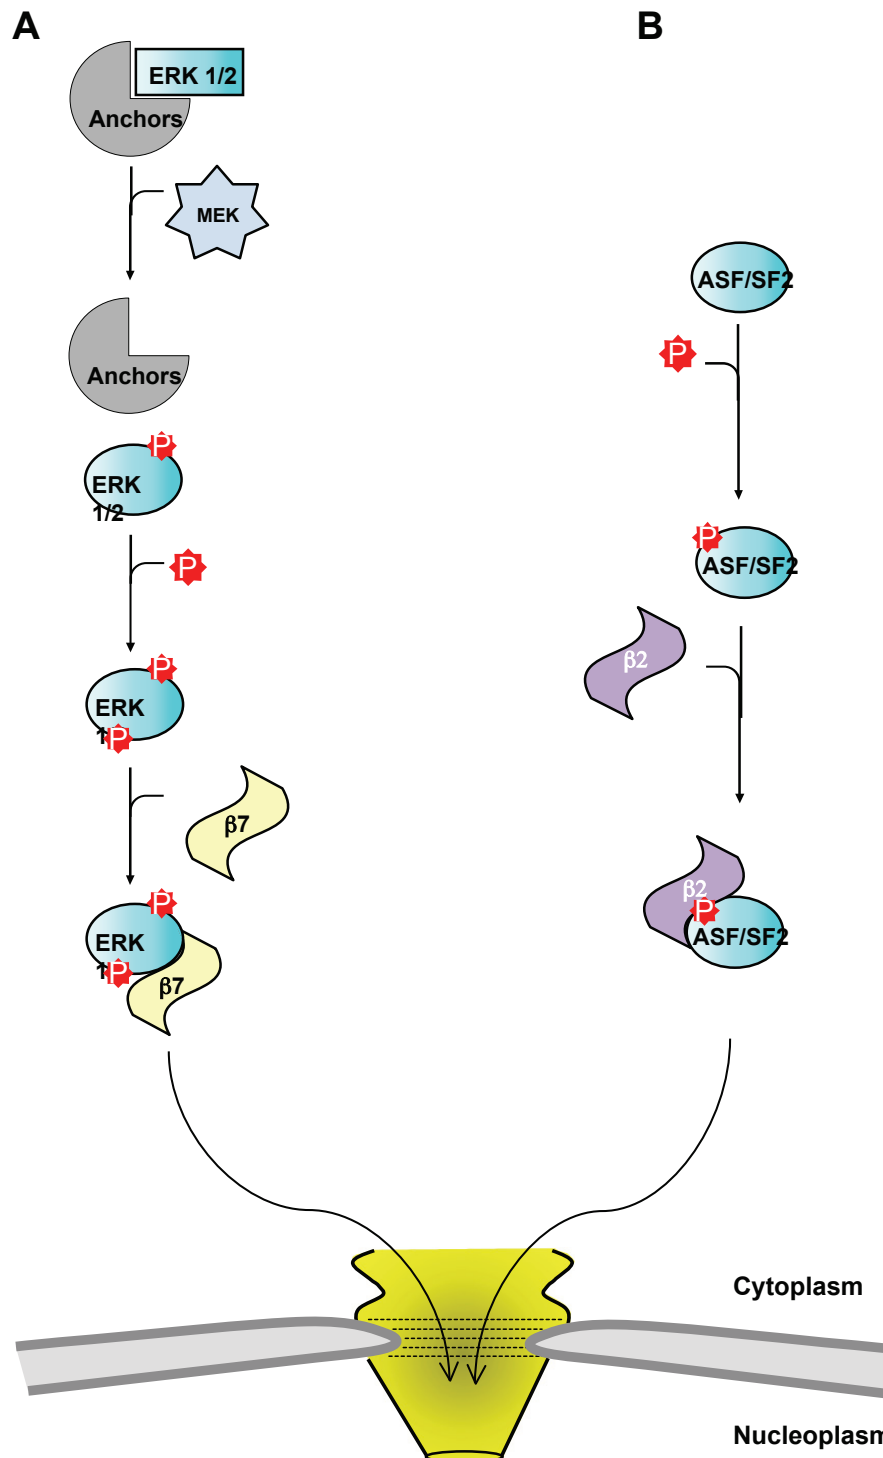 A
B
ERK 1/2
Anchors
MEK
ASF/SF2
P
Anchors
P
ERK
1/2
P
P
ASF/SF2
P
β2
ERK
P
β7
β2
P
P
ERK
ASF/SF2
P
β7
Cytoplasm
Nucleoplasm